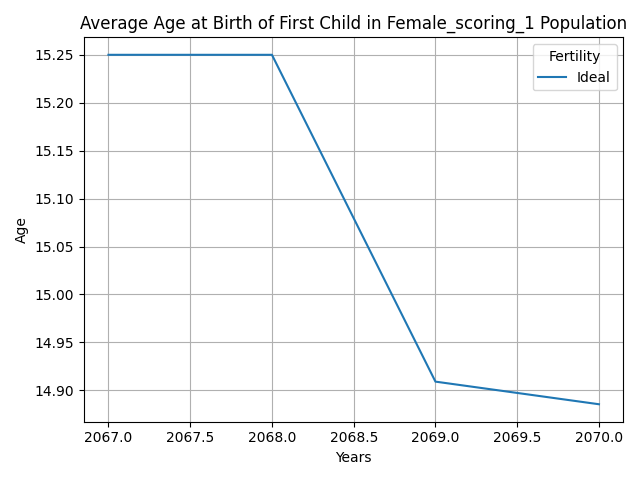 Average Age at Birth of First Child in Female_scoring_1 Population
Fertility
Ideal
15.25
15.20
15.15
15.10
15.05
15.00
14.95
14.90
Age
2067.0 2067.5 2068.0 2068.5 2069.0 2069.5 2070.0
Years